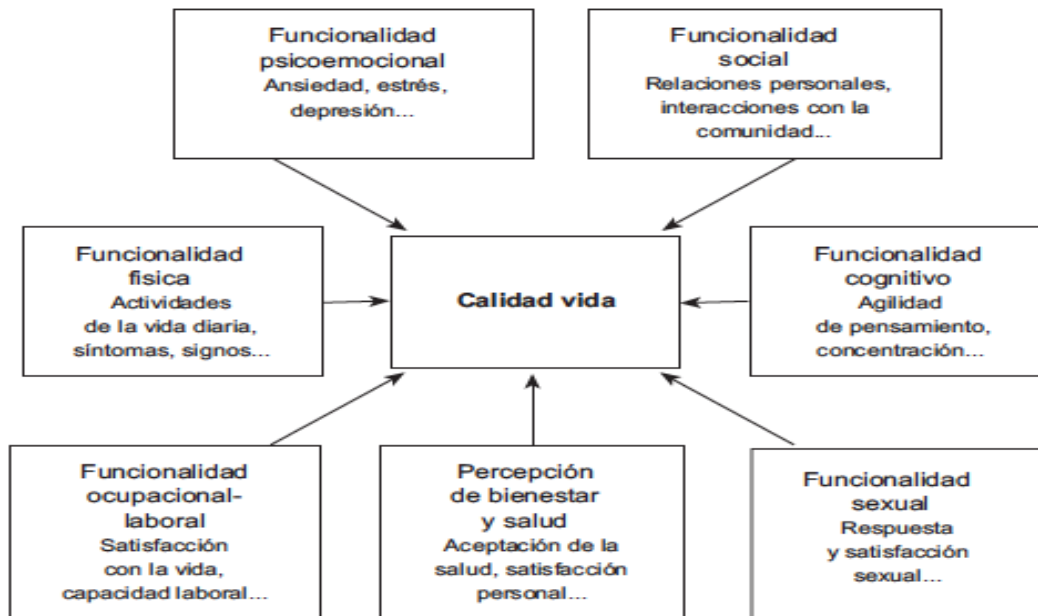 Funcionalidad
psicoemocional
Ansiedad, estrés,
depresión...
Funcionalidad
social
Relaciones personales,
interacciones con la
comunidad...
Funcionalidad
fisica
Actividades
de la vida diaria,
síntomas, signos...
Calidad vida
Funcionalidad
cognitivo
Agilidad
de pensamiento,
concentración...
Funcionalidad
ocupacional-
laboral
Satisfacción
con la vida,
capacidad laboral...
Percepción
de bienestar
y salud
Aceptación de la
salud, satisfacción
personal...
Funcionalidad
sexual
Respuesta
y satisfacción
sexual...